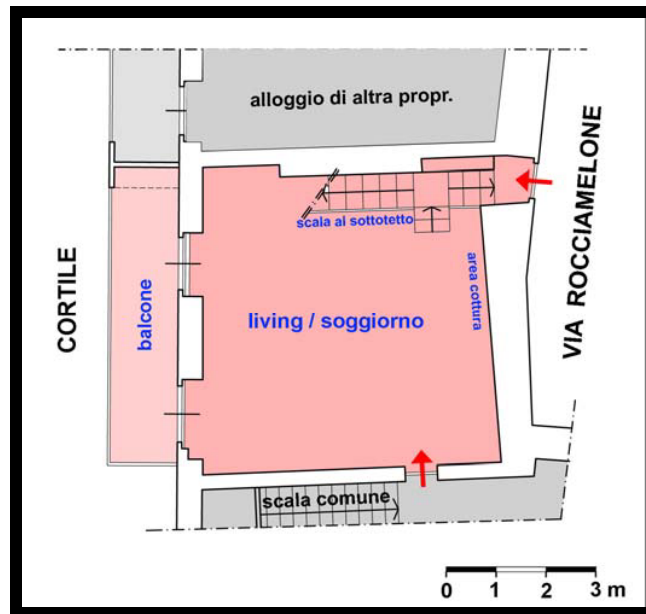 alloggio di altra propr.
scala al sottotetto
VIA ROCCIAMELONE
CORTILE
balcone
living / soggiorno
area cottura
scala comune
0 1 2 3 m